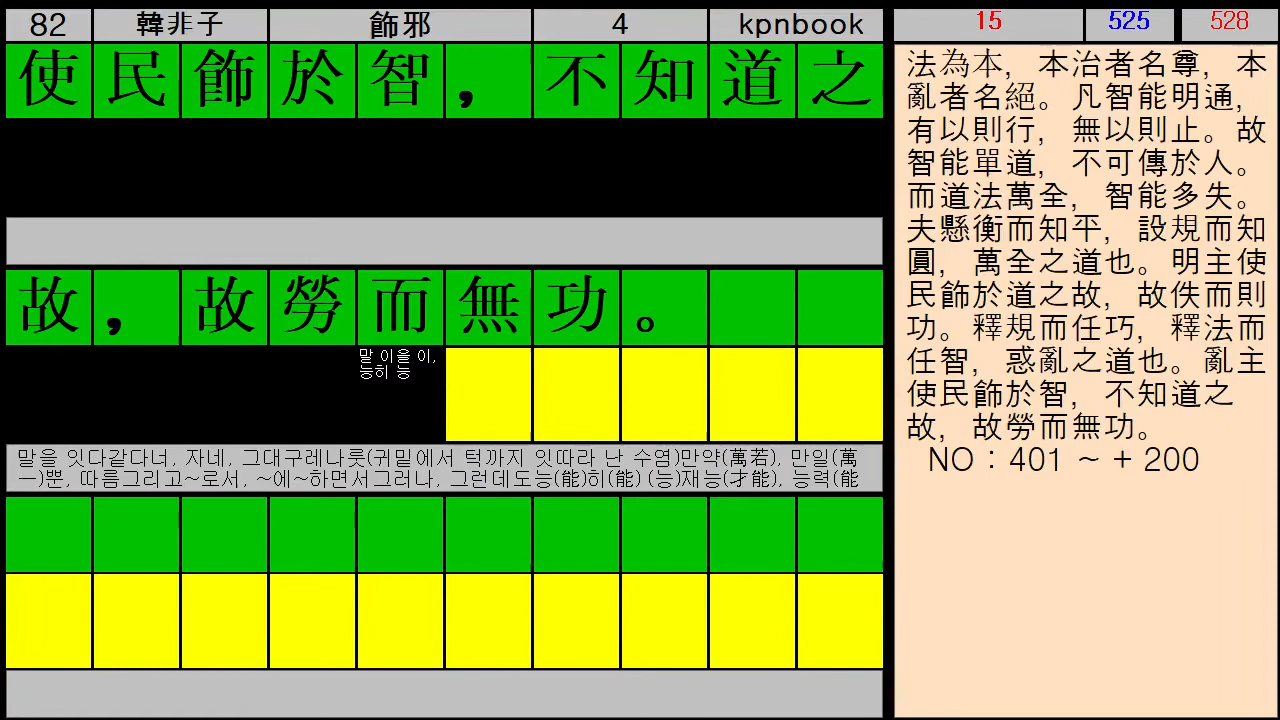 82 韓非子 飾邪 4 kpnbook 15 525 528
使民飾於智，不知道之
故，故勞而無功。
말 이을 이,
능히 능
말을 잇다같다너, 자네, 그대구레나룻(귀밑에서 턱까지 잇따라 난 수염)만약(萬若), 만일(萬
一)뿐, 따름그리고~로서, ~에~하면서그러나, 그런데도능(能)히(能) (능)재능(才能), 능력(能
法為本，本治者名尊，本
亂者名絕。凡智能明通，
有以則行，無以則止。故
智能單道，不可傳於人。
而道法萬全，智能多失。
夫懸衡而知平，設規而知
圓，萬全之道也。明主使
民飾於道之故，故佚而則
功。釋規而任巧，釋法而
任智，惑亂之道也。亂主
使民飾於智，不知道之
故，故勞而無功。
NO : 401 ~ + 200